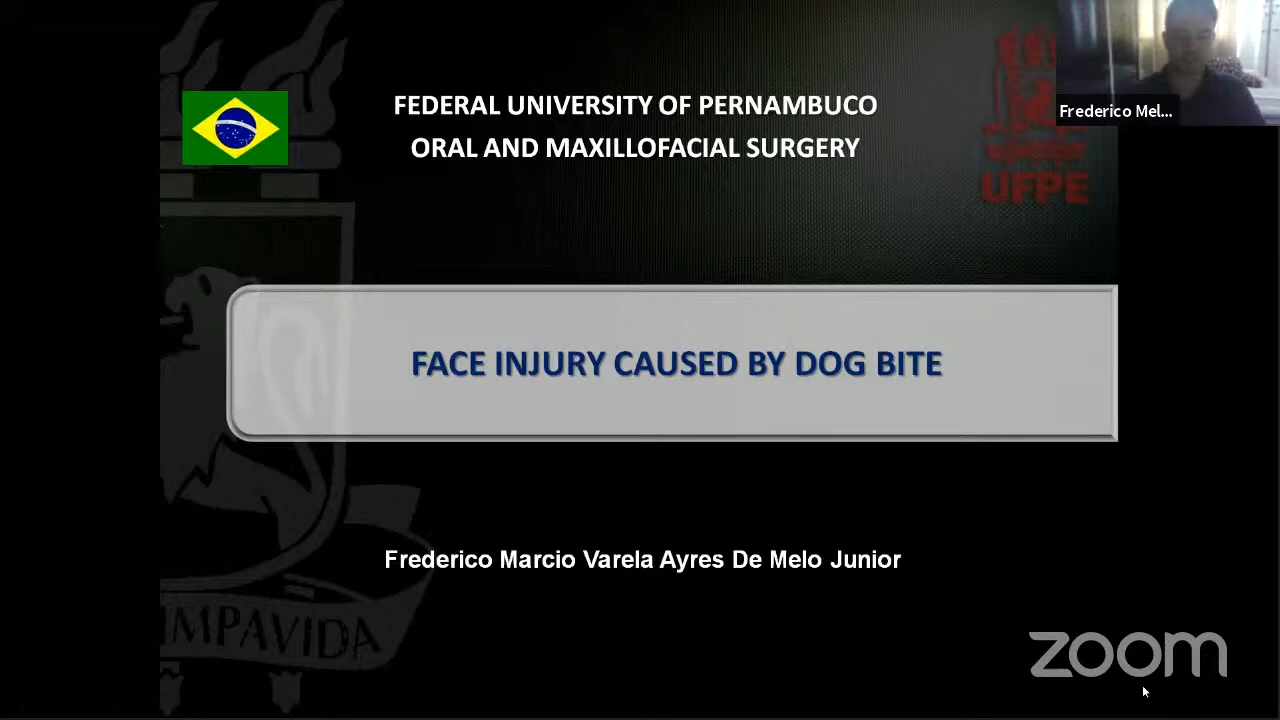 FEDERAL UNIVERSITY OF PERNAMBUCO
ORAL AND MAXILLOFACIAL SURGERY
Frederico Mel...
UFPE
FACE INJURY CAUSED BY DOG BITE
Frederico Marcio Varela Ayres De Melo Junior
IMPAVIDA
zoom